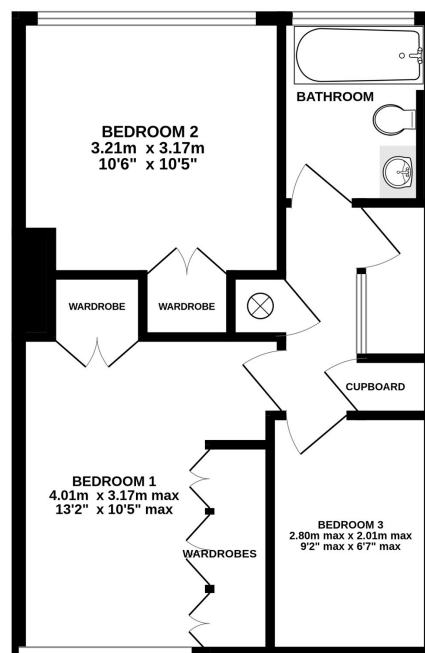 BATHROOM
BEDROOM 2
3.21m x 3.17m
10'6" x 10'5"
WARDROBE
WARDROBE
CUPBOARD
BEDROOM 1
4.01m x 3.17m max
13'2" x 10'5" max
WARDROBES
BEDROOM 3
2.80m max x 2.01m max
9'2" max x 6'7" max